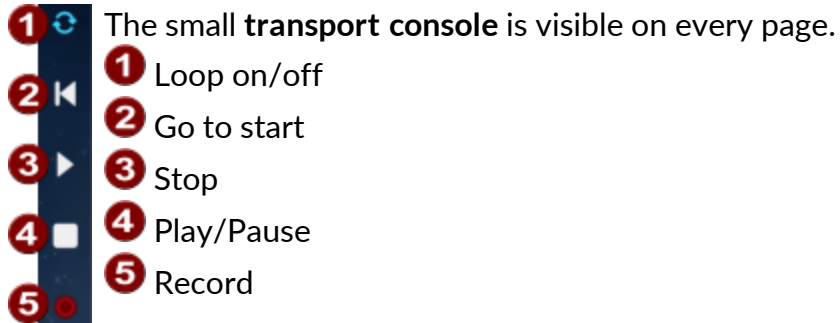 1 The small transport console is visible on every page.
1 Loop on/off
2 2 Go to start
3 3 Stop
4 4 Play/Pause
5 5 Record